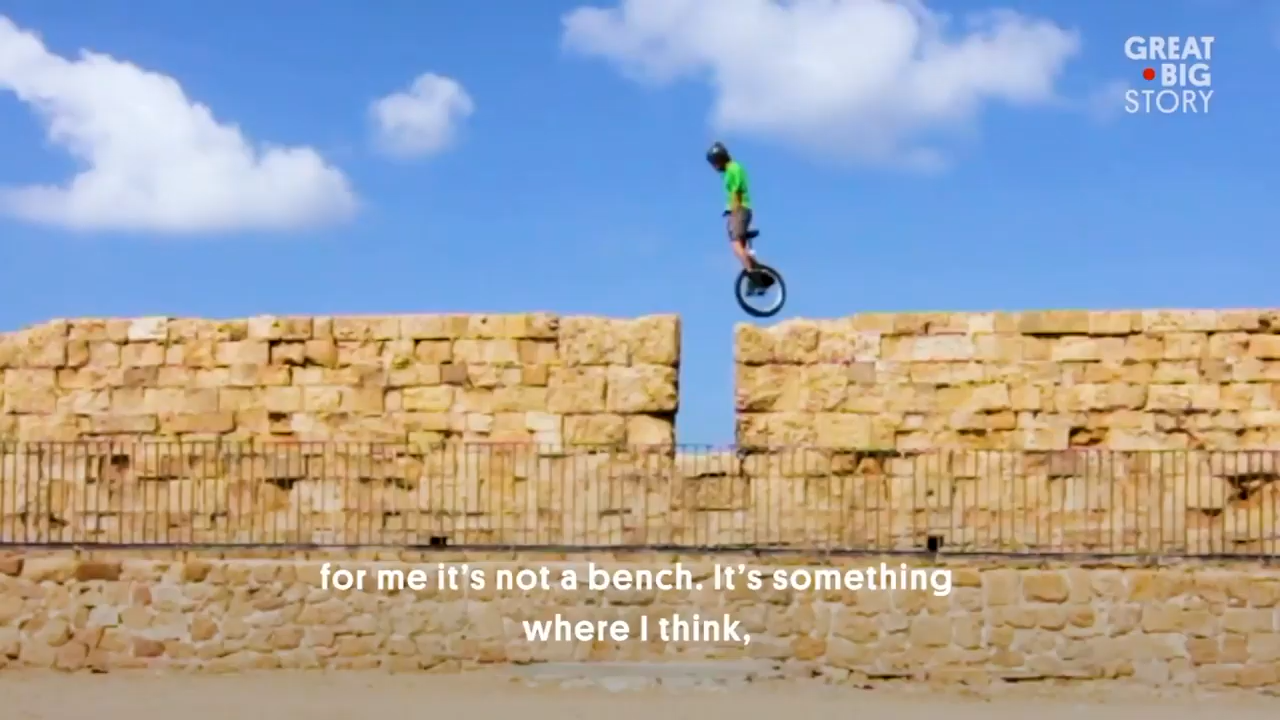 GREAT
BIG
STORY
for me it's not a bench. It's something
where I think,